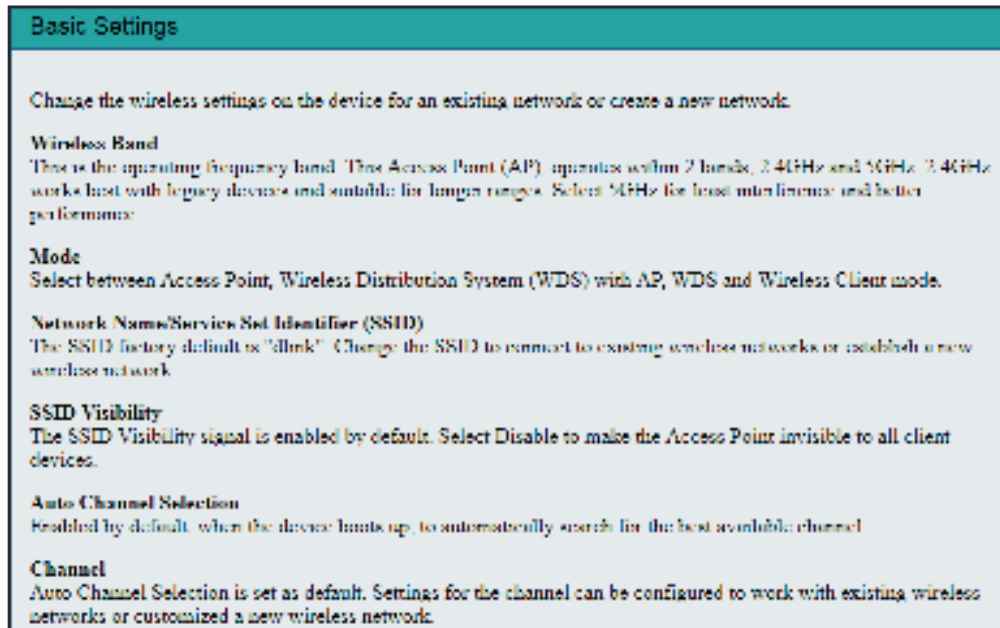 Basic Settings
Change the wireless settings on the device for an existing network or create a new network.
Wireless Band
This is the operating frequency band. This Access Point (AP) operates within 2 bands, 2.4GHz and 5GHz. 2.4GHz
works best with legacy devices and suitable for longer ranges. Select 5GHz for least interference and better
performance
Mode
Select between Access Point, Wireless Distribution System (WDS) with AP, WDS and Wireless Client mode.
Network Name/Service Set Identifier (SSID)
The SSID factory default is "dlink". Change the SSID to connect to existing wireless networks or establish a new
wireless network
SSID Visibility
The SSID Visibility signal is enabled by default. Select Disable to make the Access Point invisible to all client
devices.
Auto Channel Selection
Enabled by default, when the device boots up, to automatically search for the best available channel
Channel
Auto Channel Selection is set as default. Settings for the channel can be configured to work with existing wireless
networks or customized a new wireless network.